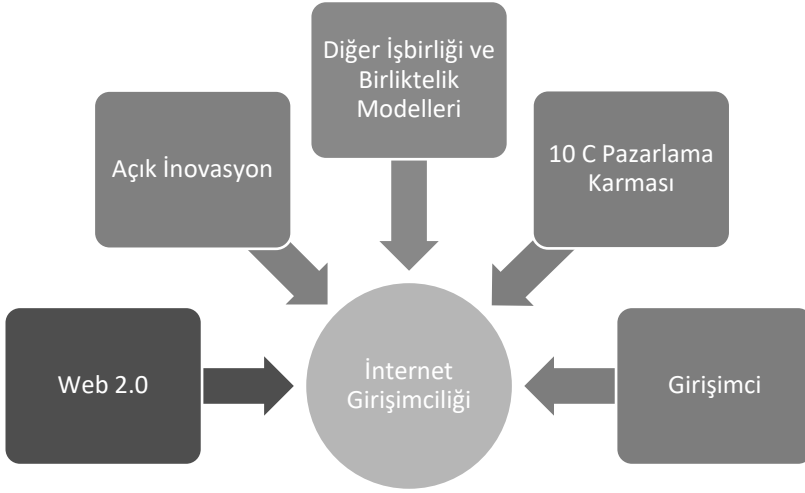 Diğer İşbirliği ve
Birliktelik
Modelleri
Açık İnovasyon
10 C Pazarlama
Karması
Web 2.0
İnternet
Girişimciliği
Girişimci